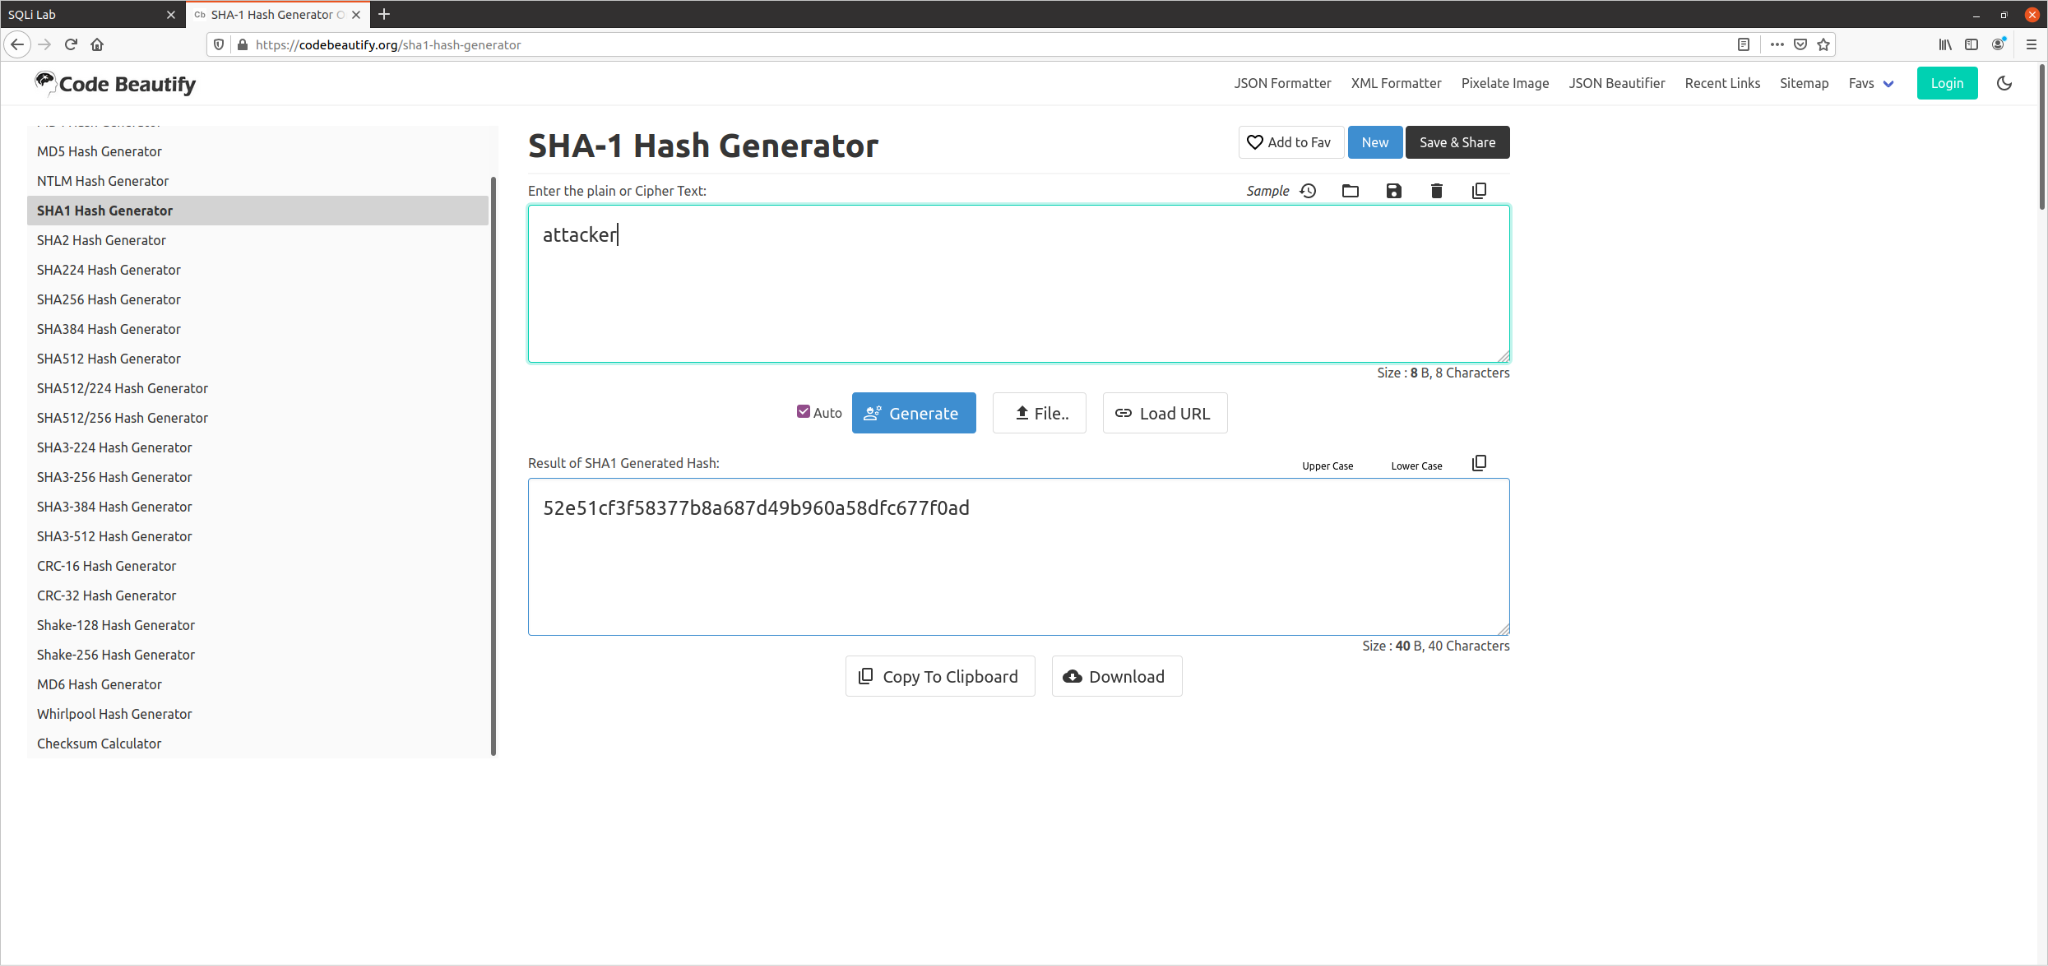 SQLi Lab
Cb SHA-1 Hash Generator O
https://codebeautify.org/sha1-hash-generator
Code Beautify
JSON Formatter XML Formatter Pixelate Image JSON Beautifier Recent Links Sitemap Favs Login
MD5 Hash Generator
NTLM Hash Generator
SHA1 Hash Generator
SHA2 Hash Generator
SHA224 Hash Generator
SHA256 Hash Generator
SHA384 Hash Generator
SHA512 Hash Generator
SHA512/224 Hash Generator
SHA512/256 Hash Generator
SHA3-224 Hash Generator
SHA3-256 Hash Generator
SHA3-384 Hash Generator
SHA3-512 Hash Generator
CRC-16 Hash Generator
CRC-32 Hash Generator
Shake-128 Hash Generator
Shake-256 Hash Generator
MD6 Hash Generator
Whirlpool Hash Generator
Checksum Calculator
SHA-1 Hash Generator
Add to Fav New Save & Share
Enter the plain or Cipher Text: Sample
attacker
Size : 8 B, 8 Characters
Auto Generate File.. Load URL
Result of SHA1 Generated Hash: Upper Case Lower Case
52e51cf3f58377b8a687d49b960a58dfc677f0ad
Size : 40 B, 40 Characters
Copy To Clipboard Download